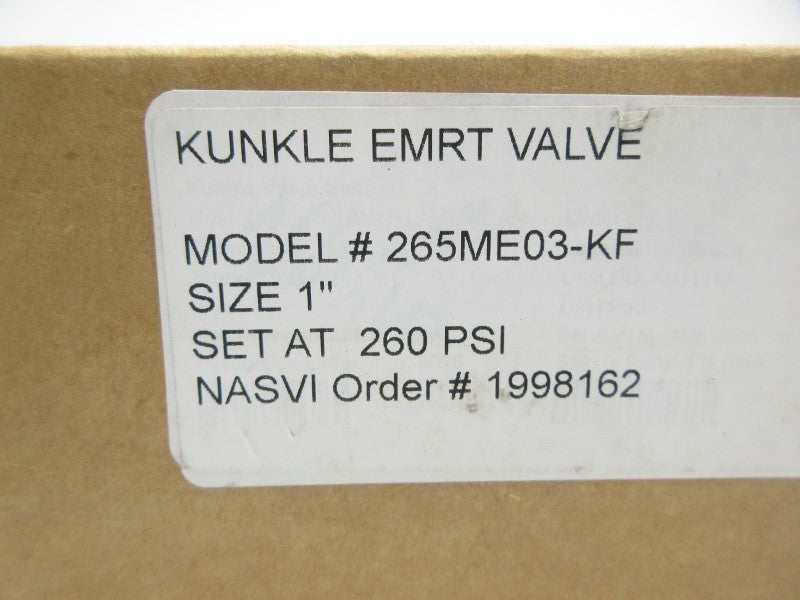 KUNKLE EMRT VALVE
MODEL # 265ME03-KF
SIZE 1"
SET AT 260 PSI
NASVI Order # 1998162